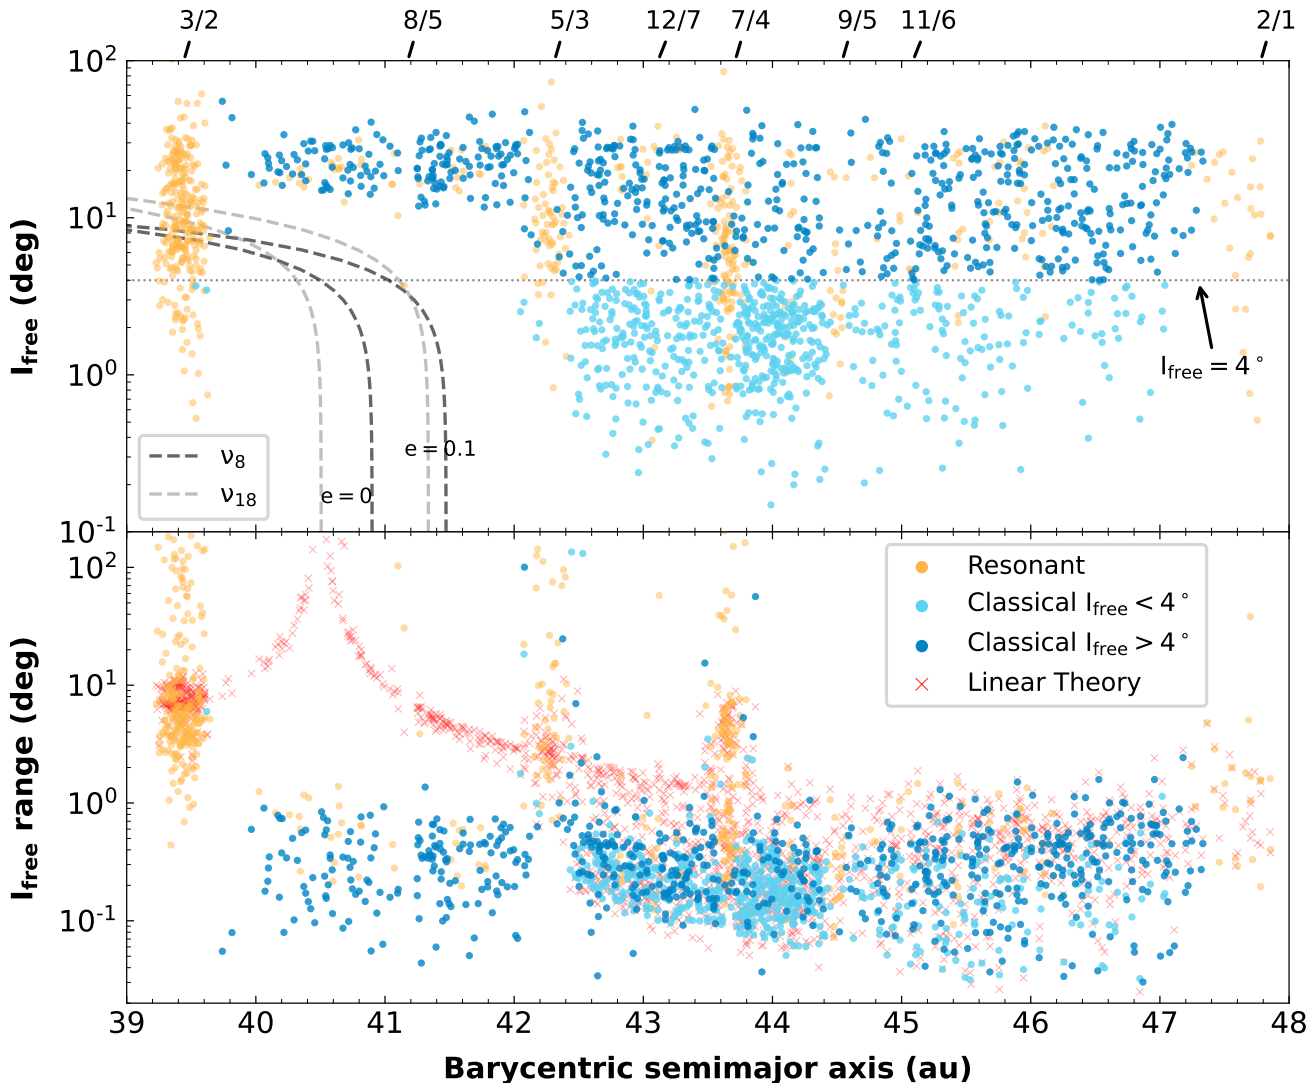 3/2 8/5 5/3 12/7 7/4 9/5 11/6 2/1
10²
10¹
10⁰
10⁻¹
I_free (deg)
I_free = 4°
e = 0.1
e = 0
ν₈
ν₁₈
10²
10¹
10⁰
10⁻¹
I_free range (deg)
Resonant
Classical I_free < 4°
Classical I_free > 4°
Linear Theory
39 40 41 42 43 44 45 46 47 48
Barycentric semimajor axis (au)